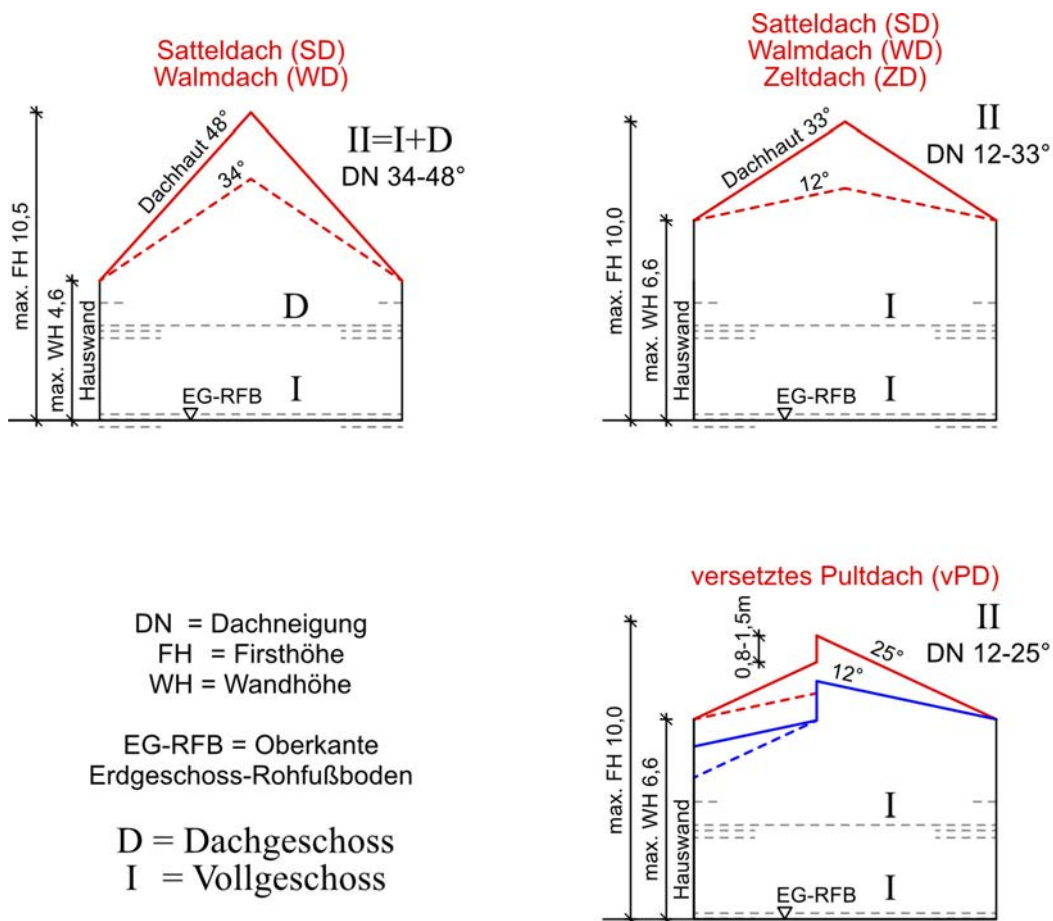 Satteldach (SD)
Walmdach (WD)
II=I+D
DN 34-48°
Dachhaut 48°
34°
max. FH 10,5
max. WH 4,6
Hauswand
D
I
EG-RFB
Satteldach (SD)
Walmdach (WD)
Zeltdach (ZD)
II
DN 12-33°
Dachhaut 33°
12°
max. FH 10,0
max. WH 6,6
Hauswand
I
I
EG-RFB
DN = Dachneigung
FH = Firsthöhe
WH = Wandhöhe
EG-RFB = Oberkante
Erdgeschoss-Rohfußboden
D = Dachgeschoss
I = Vollgeschoss
versetztes Pultdach (vPD)
II
DN 12-25°
0,8-1,5m
25°
12°
max. FH 10,0
max. WH 6,6
Hauswand
I
I
EG-RFB